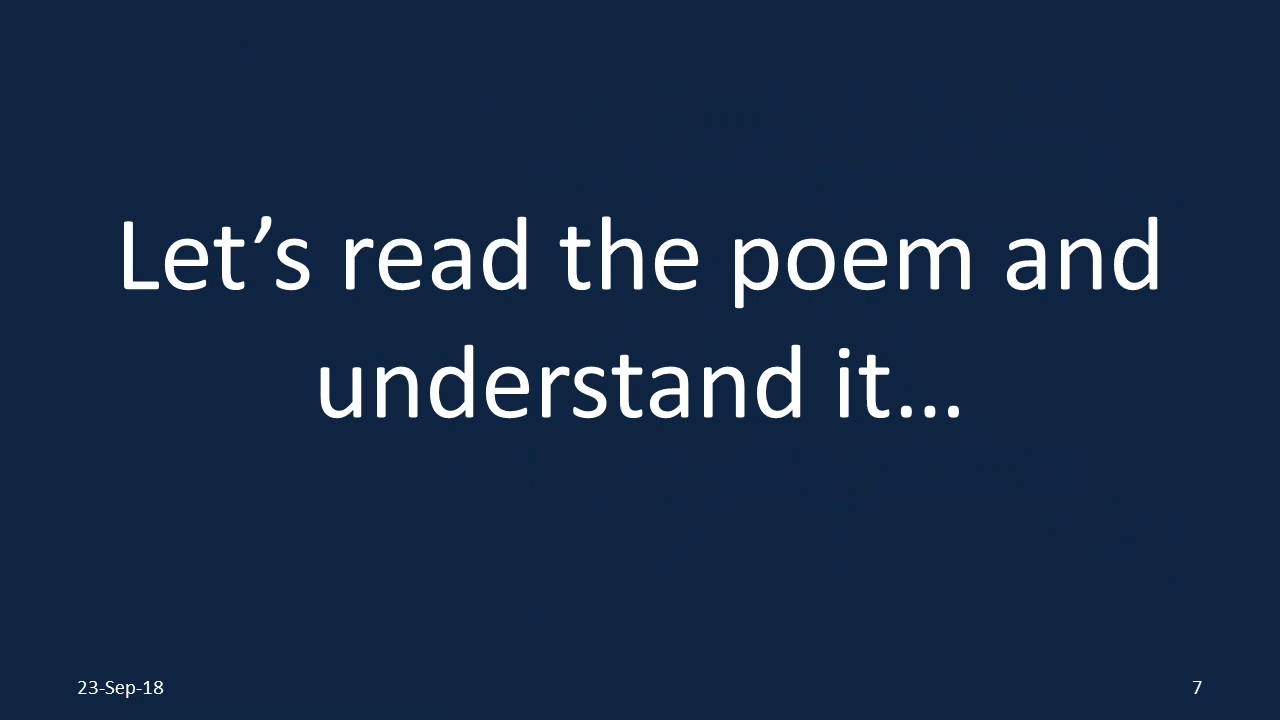 Let’s read the poem and
understand it…
23-Sep-18
7